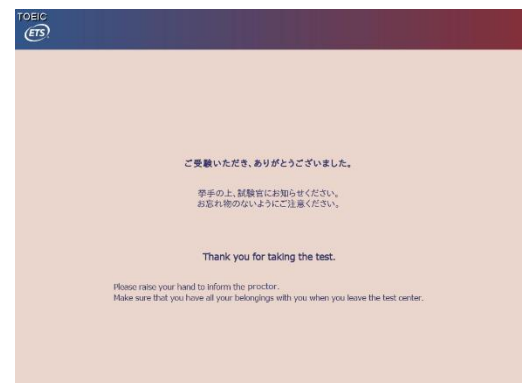 TOEIC
ETS
ご受験いただき、ありがとうございました。
挙手の上、試験官にお知らせください。
お忘れ物のないようにご注意ください。
Thank you for taking the test.
Please raise your hand to inform the proctor.
Make sure that you have all your belongings with you when you leave the test center.